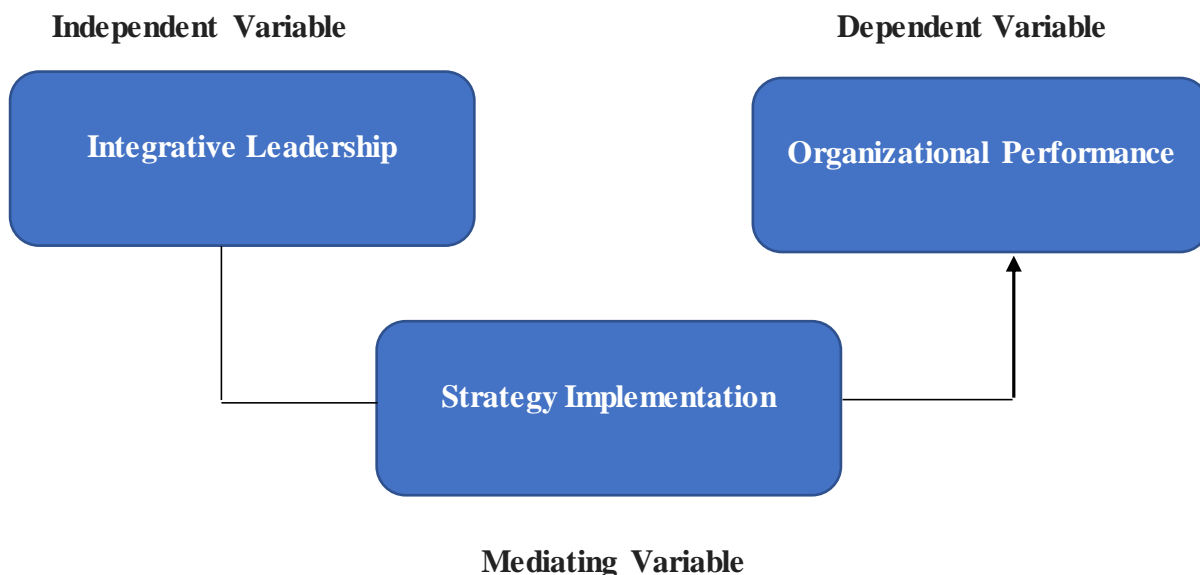 Independent Variable
Dependent Variable
Integrative Leadership
Organizational Performance
Strategy Implementation
Mediating Variable